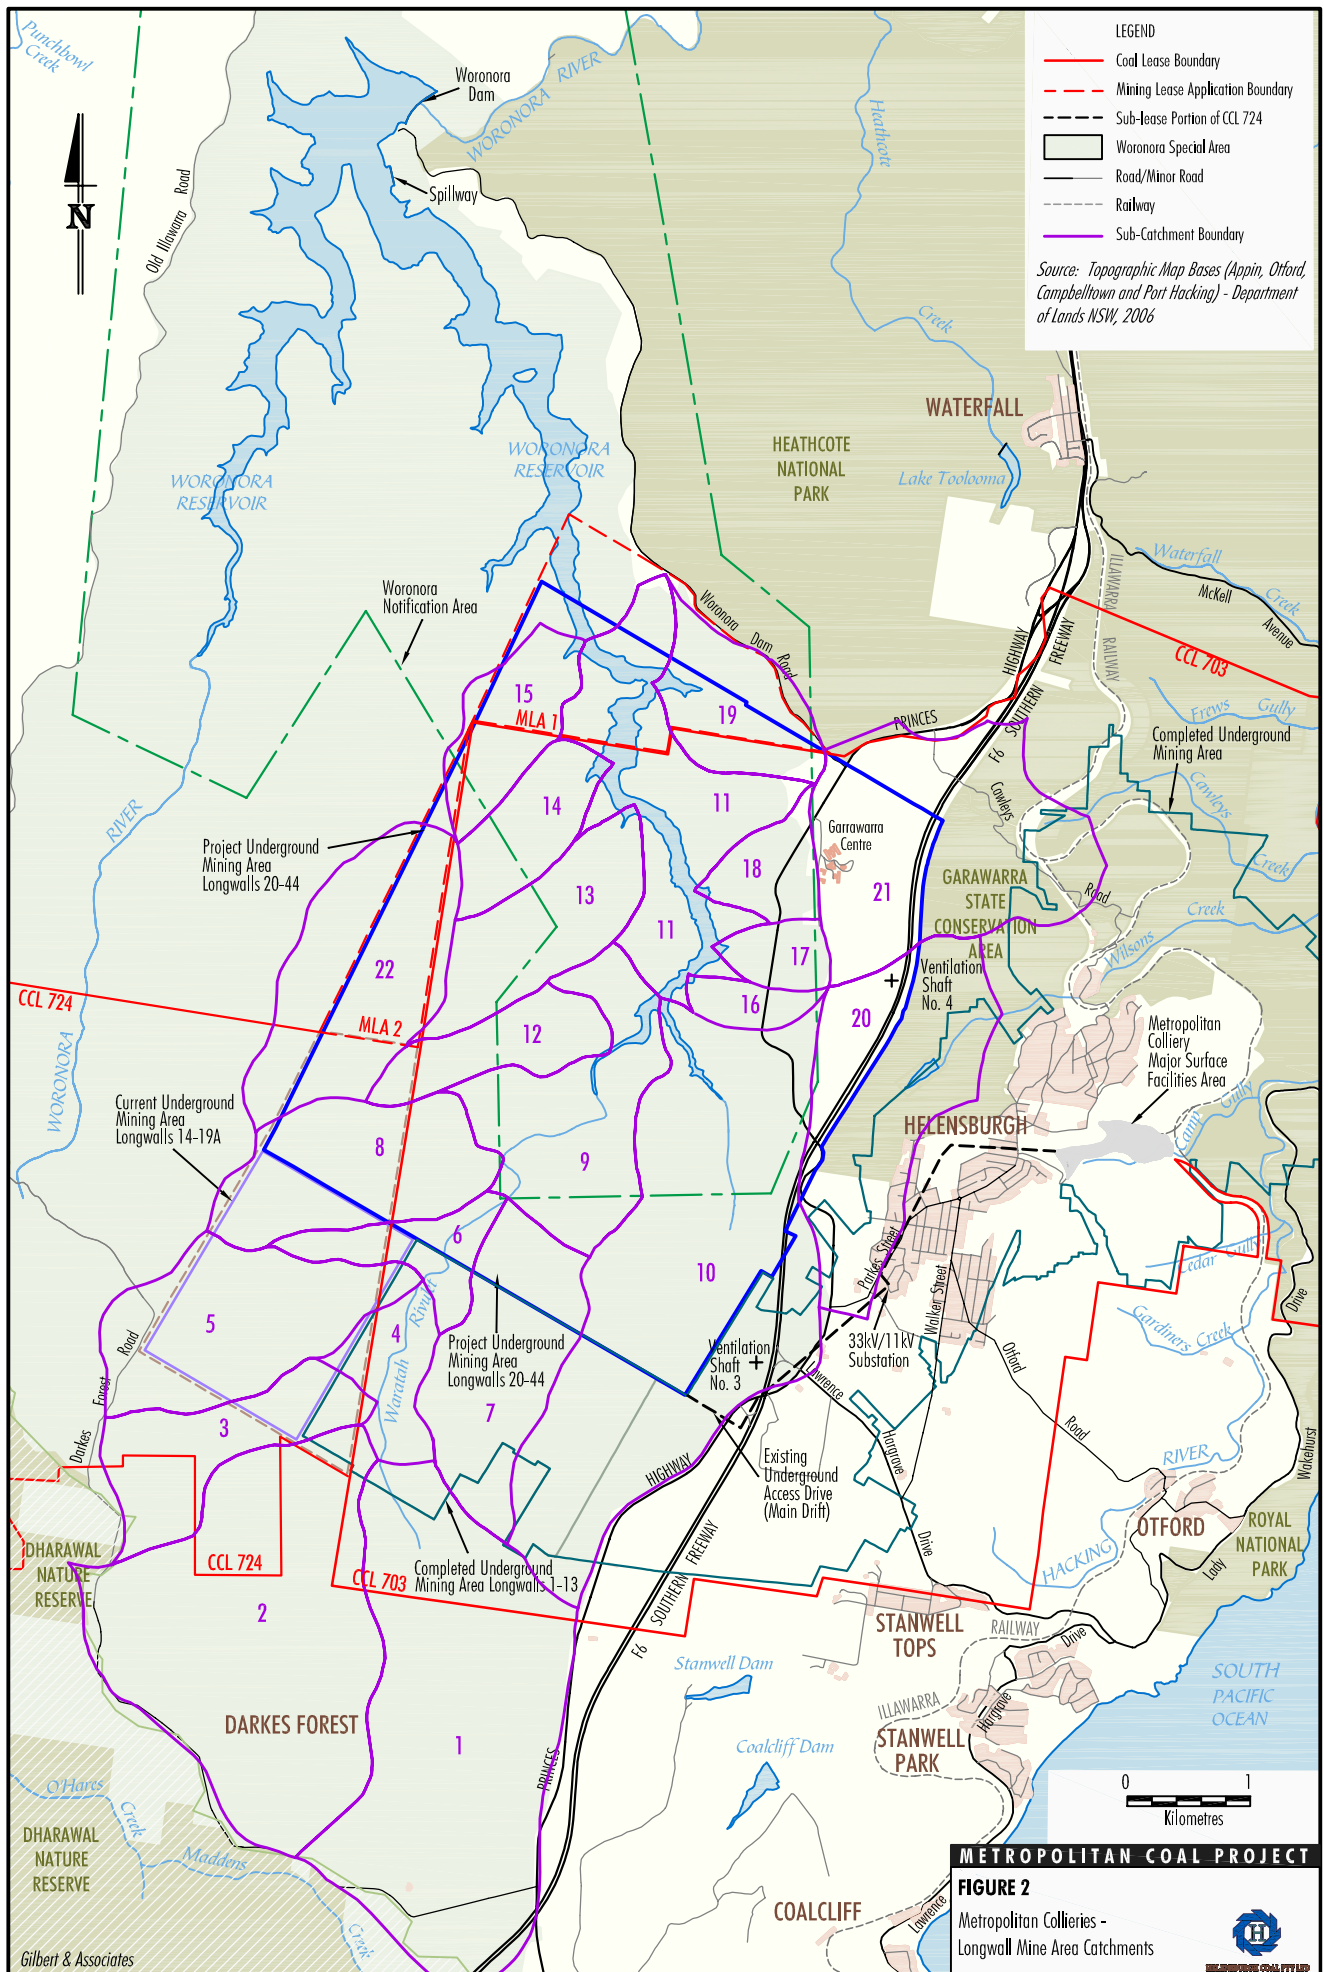 Punchbowl
Creek
Woronora
Dam
WORONORA
RIVER
Heathcote
Creek
Old Illawarra
Road
Spillway
N
LEGEND
Coal Lease Boundary
Mining Lease Application Boundary
Sub-lease Portion of CCL 724
Woronora Special Area
Road/Minor Road
Railway
Sub-Catchment Boundary
Source: Topographic Map Bases (Appin, Otford,
Campbelltown and Port Hacking) - Department
of Lands NSW, 2006
WATERFALL
HEATHCOTE
NATIONAL
PARK
Lake Toolooma
WORONORA
RESERVOIR
WORONORA
RESERVOIR
Woronora
Notification Area
Woronora
Dam
Road
ILLAWARRA
RAILWAY
Waterfall
Creek
McKell
Avenue
CCL 703
HIGHWAY
FREEWAY
PRINCES
F6
SOUTHERN
Frews
Gully
Completed Underground
Mining Area
Cawleys
Creek
Cawleys
Road
15
MLA 1
19
14
11
18
13
11
17
16
12
22
MLA 2
21
20
Garrawarra
Centre
GARAWARRA
STATE
CONSERVATION
AREA
Wilsons
Creek
RIVER
Project Underground
Mining Area
Longwalls 20-44
CCL 724
WORONORA
Ventilation
Shaft
No. 4
Metropolitan
Colliery
Major Surface
Facilities Area
Current Underground
Mining Area
Longwalls 14-19A
8
9
HELENSBURGH
Camp
Gully
6
10
5
4
Waratah
Rivulet
Project Underground
Mining Area
Longwalls 20-44
Parkes Street
Walker Street
Cedar
Gully
Gardiners
Creek
Drive
33kV/11kV
Substation
Ventilation
Shaft
No. 3
Lawrence
Hargrave
Drive
Otford
Road
Darkes
Forest
Road
3
7
HIGHWAY
Existing
Underground
Access Drive
(Main Drift)
RIVER
HACKING
OTFORD
Wakehurst
Lady
ROYAL
NATIONAL
PARK
DHARAWAL
NATURE
RESERVE
CCL 724
CCL 703
Completed Underground
Mining Area Longwalls 1-13
2
F6
SOUTHERN
FREEWAY
STANWELL
TOPS
RAILWAY
Drive
Stanwell Dam
SOUTH
PACIFIC
OCEAN
ILLAWARRA
Hargrave
DARKES FOREST
1
PRINCES
Coalcliff Dam
STANWELL
PARK
O'Hares
Creek
Maddens
Creek
DHARAWAL
NATURE
RESERVE
0 1
Kilometres
COALCLIFF
Lawrence
METROPOLITAN COAL PROJECT
FIGURE 2
Metropolitan Collieries -
Longwall Mine Area Catchments
H
HELENSBURGH COAL PTY LTD
Gilbert & Associates